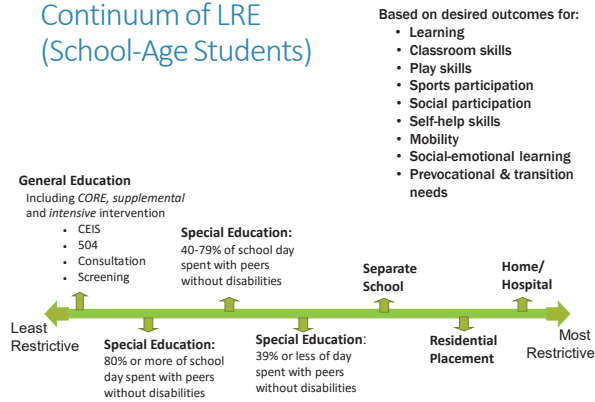 Continuum of LRE
(School-Age Students)
Based on desired outcomes for:
• Learning
• Classroom skills
• Play skills
• Sports participation
• Social participation
• Self-help skills
• Mobility
• Social-emotional learning
• Prevocational & transition
needs
General Education
Including CORE, supplemental
and intensive intervention
• CEIS
• 504
• Consultation
• Screening
Special Education:
40-79% of school day
spent with peers
without disabilities
Separate
School
Home/
Hospital
Least
Restrictive
Special Education:
80% or more of school
day spent with peers
without disabilities
Special Education:
39% or less of day
spent with peers
without disabilities
Residential
Placement
Most
Restrictive